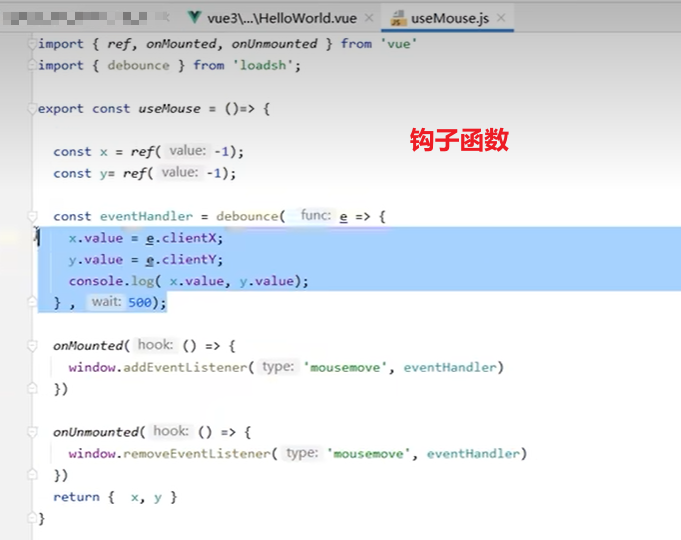 vue3\...\HelloWorld.vue × useMouse.js ×
import { ref, onMounted, onUnmounted } from 'vue'
import { debounce } from 'loadsh';
export const useMouse = ()=> {
钩子函数
const x = ref( value: -1);
const y= ref( value: -1);
const eventHandler = debounce( func: e => {
x.value = e.clientX;
y.value = e.clientY;
console.log( x.value, y.value);
} , wait: 500);
onMounted( hook: () => {
window.addEventListener( type: 'mousemove', eventHandler)
})
onUnmounted( hook: () => {
window.removeEventListener( type: 'mousemove', eventHandler)
})
return { x, y }
}